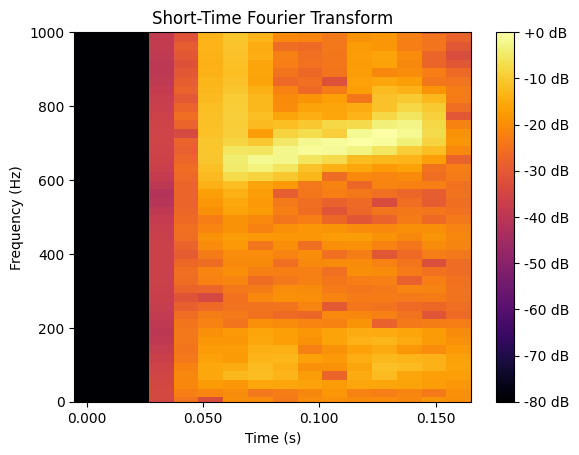 Short-Time Fourier Transform
1000
800
600
400
200
0
Frequency (Hz)
0.000
0.050
0.100
0.150
Time (s)
+0 dB
-10 dB
-20 dB
-30 dB
-40 dB
-50 dB
-60 dB
-70 dB
-80 dB